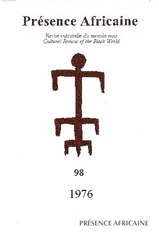 Présence Africaine
Revue culturelle du monde noir
Cultural Review of the Black World
98
1976
PRÉSENCE AFRICAINE